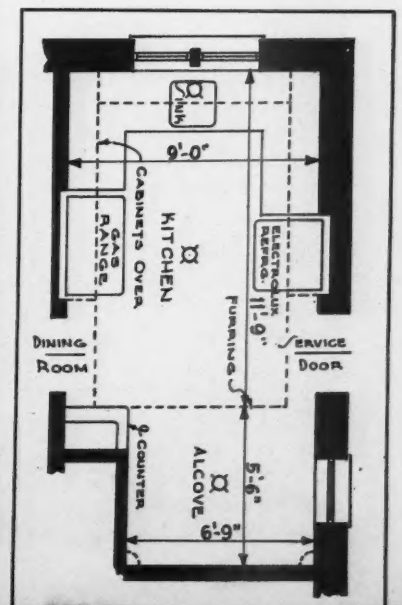 SINK
9'-0"
CABINETS OVER
GAS
RANGE
KITCHEN
ELECTROLUX
REFRG.
11'-9"
FURRING
DINING
ROOM
SERVICE
DOOR
COUNTER
ALCOVE
5'-6"
6'-9"